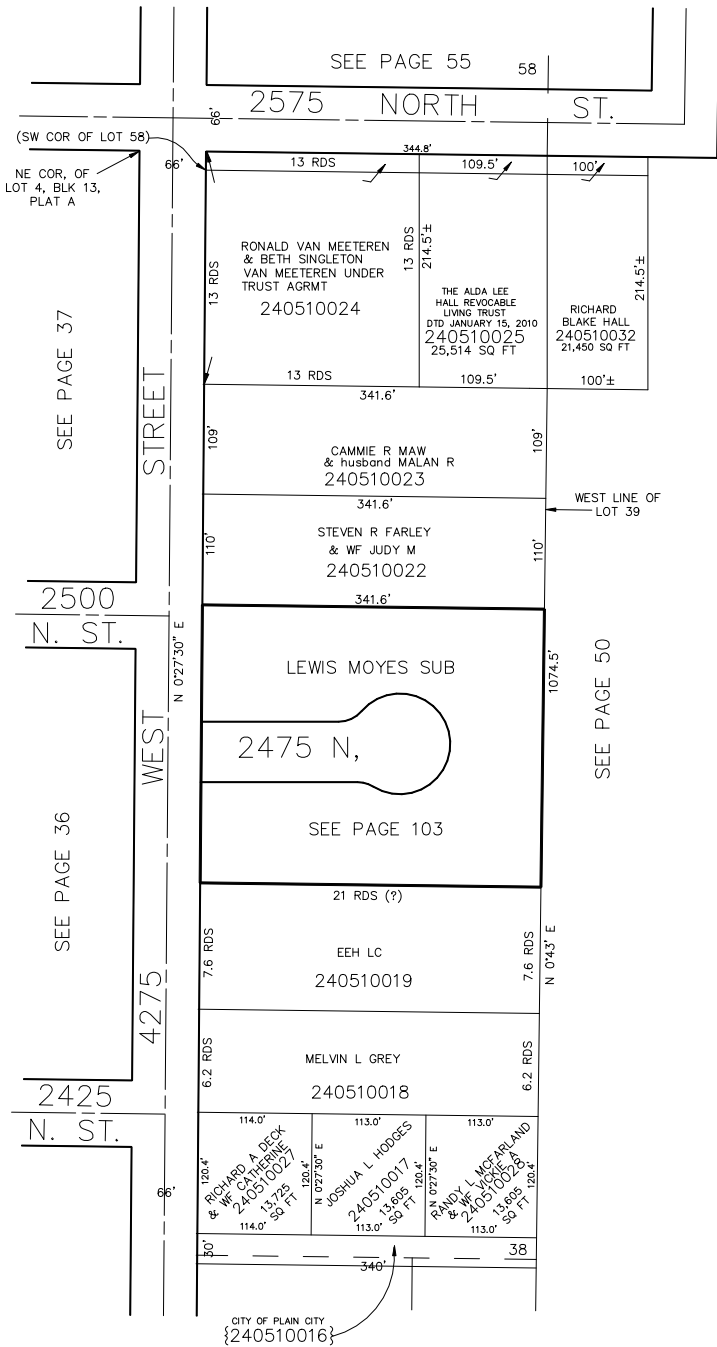 SEE PAGE 55
58
2575 NORTH ST.
66'
(SW COR OF LOT 58)
66'
NE COR, OF
LOT 4, BLK 13,
PLAT A
344.8'
13 RDS
109.5'
100'
13 RDS
RONALD VAN MEETEREN
& BETH SINGLETON
VAN MEETEREN UNDER
TRUST AGRMT
240510024
13 RDS
214.5'±
THE ALDA LEE
HALL REVOCABLE
LIVING TRUST
DTD JANUARY 15, 2010
240510025
25,514 SQ FT
RICHARD
BLAKE HALL
240510032
21,450 SQ FT
214.5'±
13 RDS
109.5'
100'±
341.6'
SEE PAGE 37
109'
CAMMIE R MAW
& husband MALAN R
240510023
109'
341.6'
WEST LINE OF
LOT 39
110'
STEVEN R FARLEY
& WF JUDY M
240510022
110'
341.6'
2500
N. ST.
N 0°27'30" E
4275 WEST STREET
LEWIS MOYES SUB
2475 N,
SEE PAGE 103
1074.5'
SEE PAGE 50
SEE PAGE 36
21 RDS (?)
7.6 RDS
EEH LC
240510019
7.6 RDS
N 0°43' E
6.2 RDS
MELVIN L GREY
240510018
6.2 RDS
2425
N. ST.
66'
114.0'
113.0'
113.0'
120.4'
RICHARD A DECK
& WF CATHERINE
240510027
13,725
SQ FT
120.4'
114.0'
N 0°27'30" E
JOSHUA L HODGES
240510017
13,605
SQ FT
120.4'
113.0'
N 0°27'30" E
RANDY L MCFARLAND
& WF VICKIE A
240510028
13,605
SQ FT
120.4'
113.0'
30'
38
340'
CITY OF PLAIN CITY
{240510016}